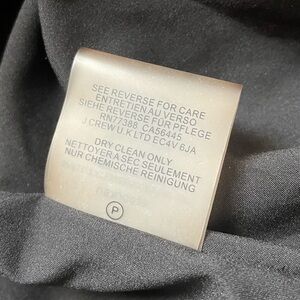 SEE REVERSE FOR CARE
ENTRETIEN AU VERSO
SIEHE REVERSE FÜR PFLEGE
RN77388 CA56445
J.CREW U.K LTD EC4V 6JA
DRY CLEAN ONLY
NETTOYER A SEC SEULEMENT
NUR CHEMISCHE REINIGUNG
P